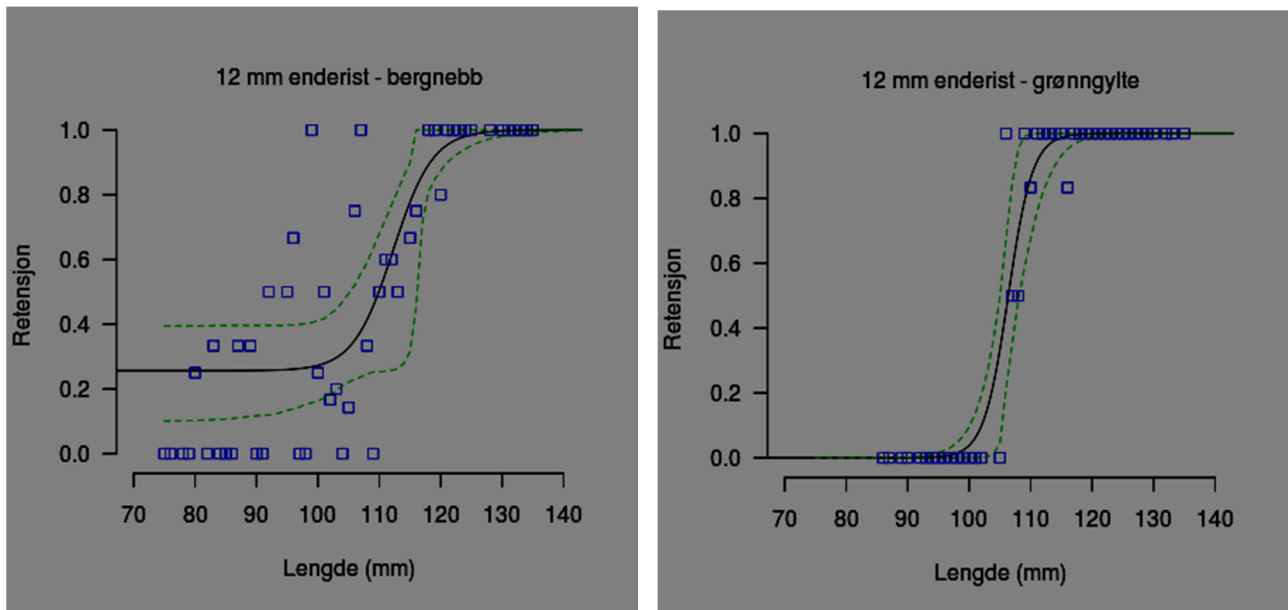 12 mm enderist - bergnebb
1.0
0.8
0.6
0.4
0.2
0.0
Retensjon
70 80 90 100 110 120 130 140
Lengde (mm)
12 mm enderist - grønngylte
1.0
0.8
0.6
0.4
0.2
0.0
Retensjon
70 80 90 100 110 120 130 140
Lengde (mm)